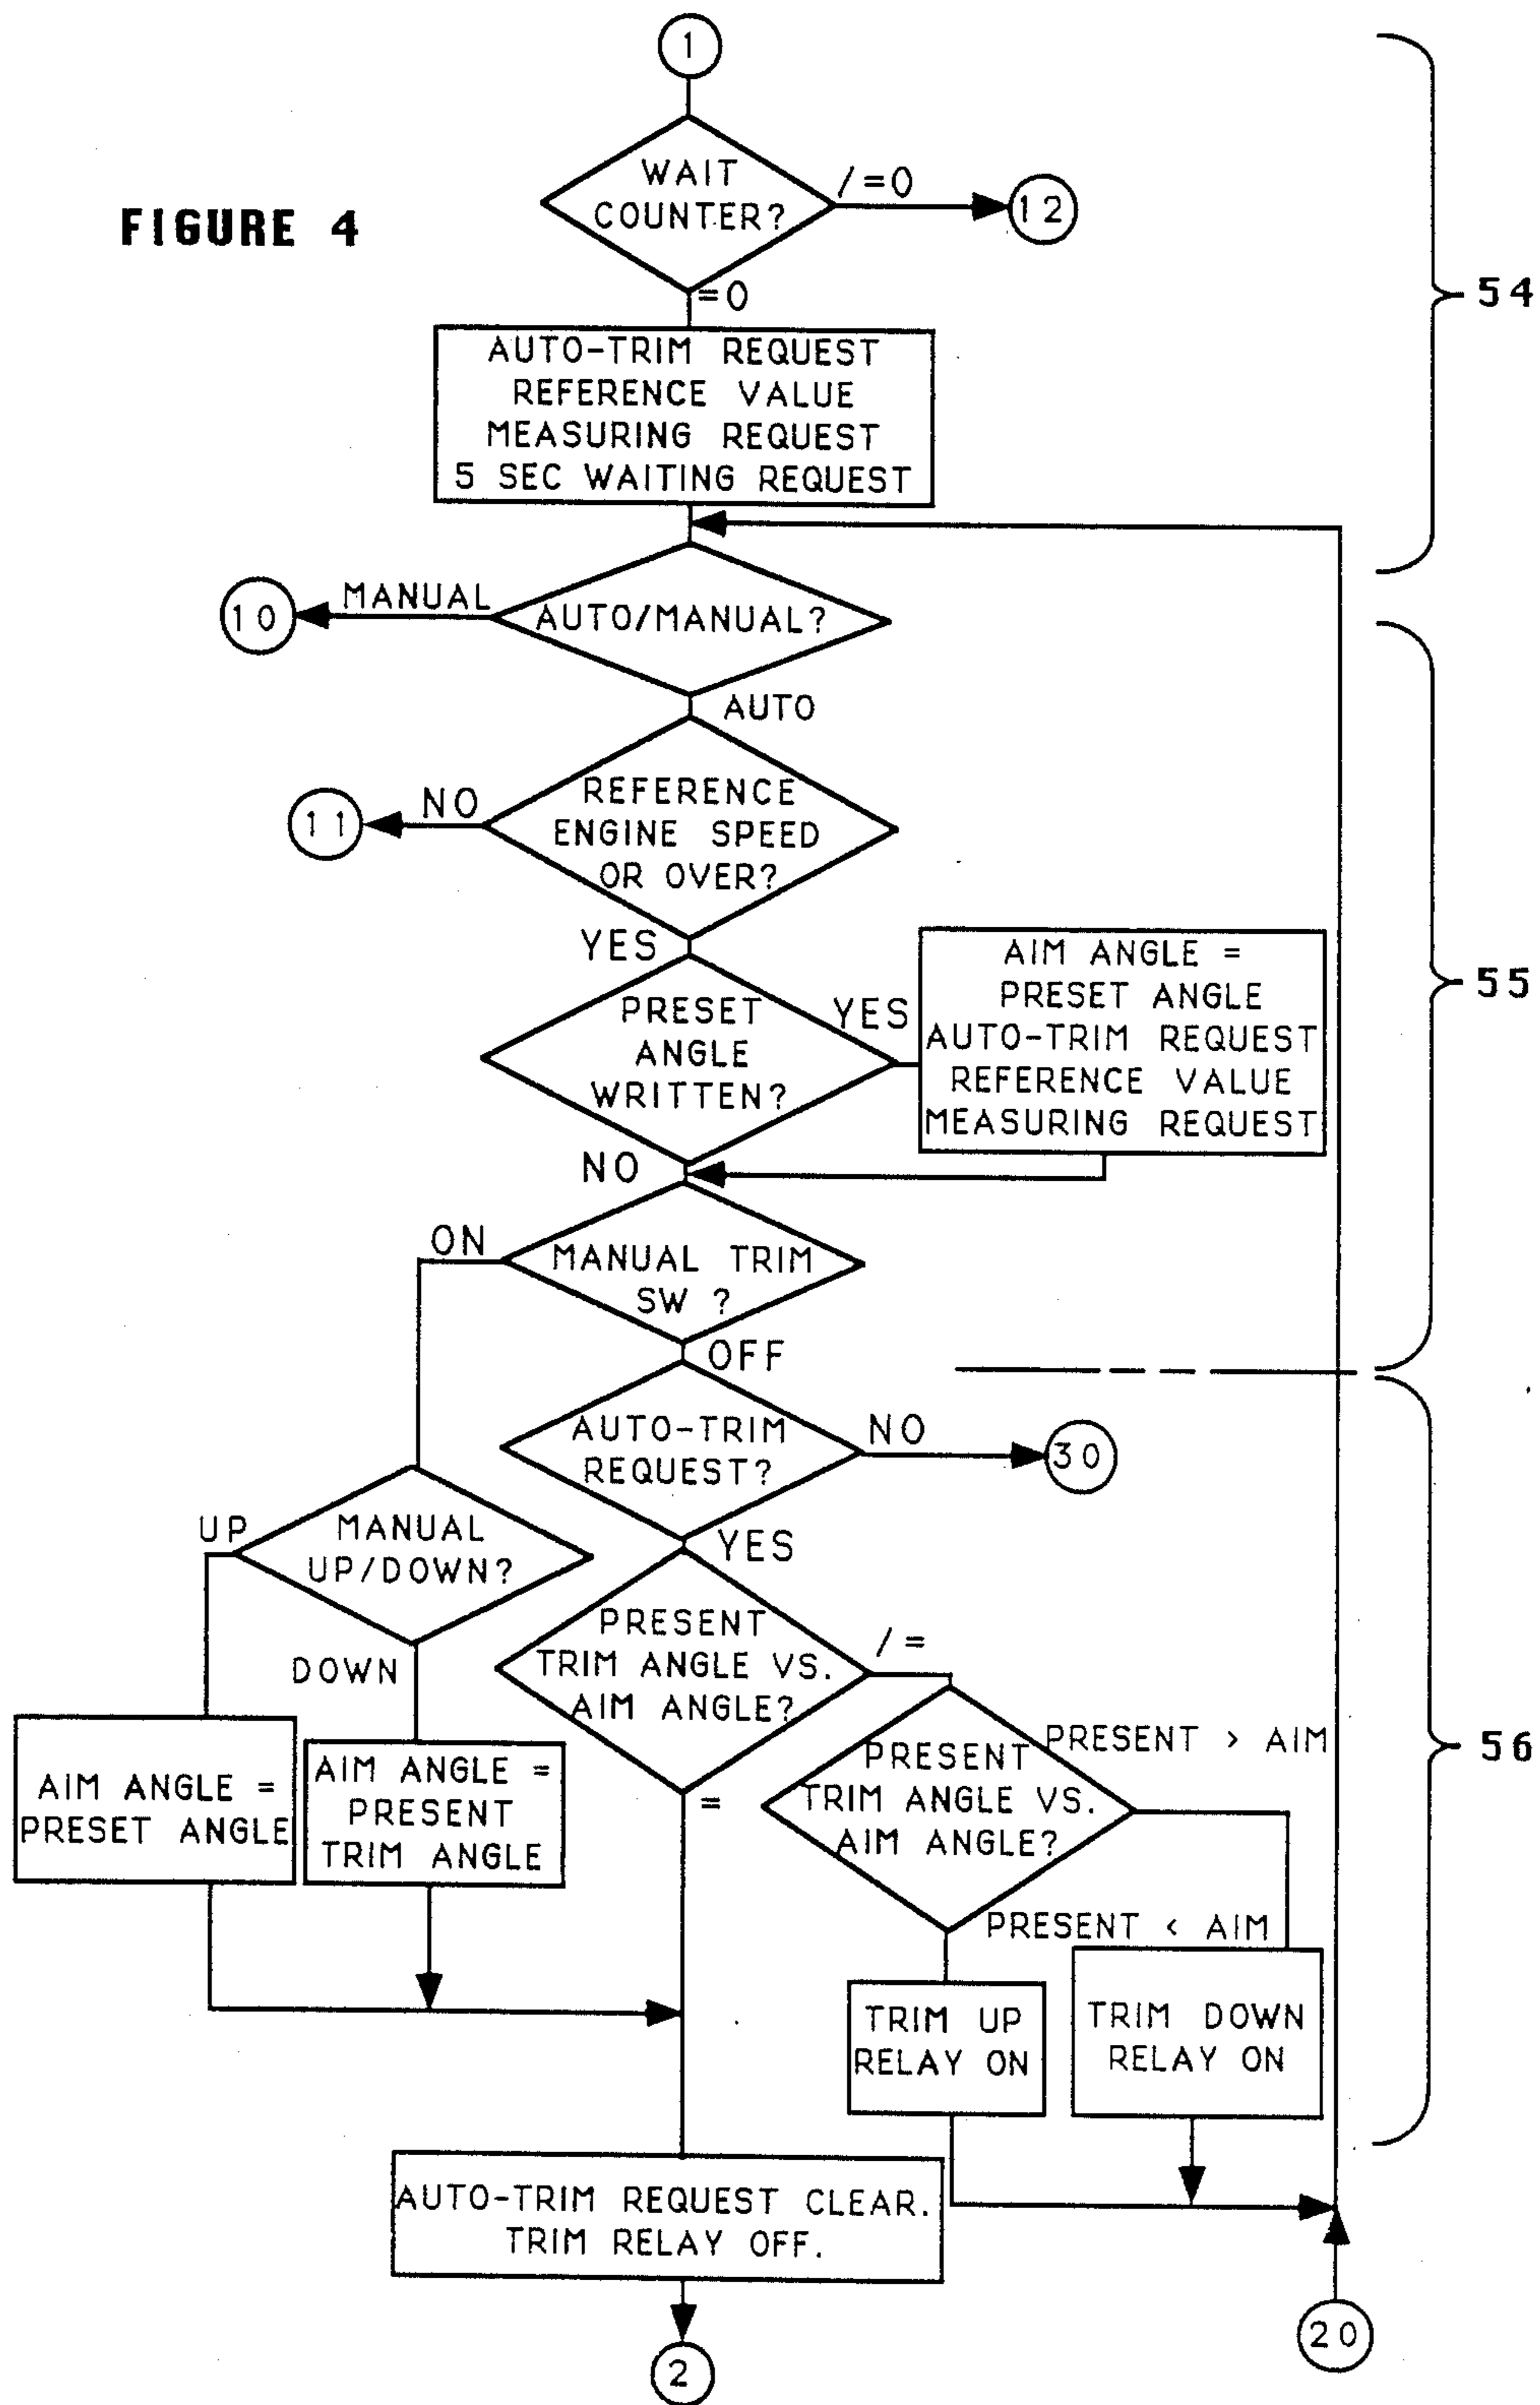 1
WAIT
COUNTER?
/=0
12
FIGURE 4
=0
54
AUTO-TRIM REQUEST
REFERENCE VALUE
MEASURING REQUEST
5 SEC WAITING REQUEST
MANUAL
10
AUTO/MANUAL?
AUTO
REFERENCE
ENGINE SPEED
OR OVER?
NO
11
YES
PRESET
ANGLE
WRITTEN?
YES
AIM ANGLE =
PRESET ANGLE
AUTO-TRIM REQUEST
REFERENCE VALUE
MEASURING REQUEST
55
NO
ON
MANUAL TRIM
SW ?
OFF
AUTO-TRIM
REQUEST?
NO
30
UP
MANUAL
UP/DOWN?
YES
DOWN
PRESENT
TRIM ANGLE VS.
AIM ANGLE?
/=
PRESENT > AIM
56
PRESENT
TRIM ANGLE VS.
AIM ANGLE?
AIM ANGLE =
PRESET ANGLE
AIM ANGLE =
PRESENT
TRIM ANGLE
=
PRESENT < AIM
TRIM UP
RELAY ON
TRIM DOWN
RELAY ON
AUTO-TRIM REQUEST CLEAR.
TRIM RELAY OFF.
20
2